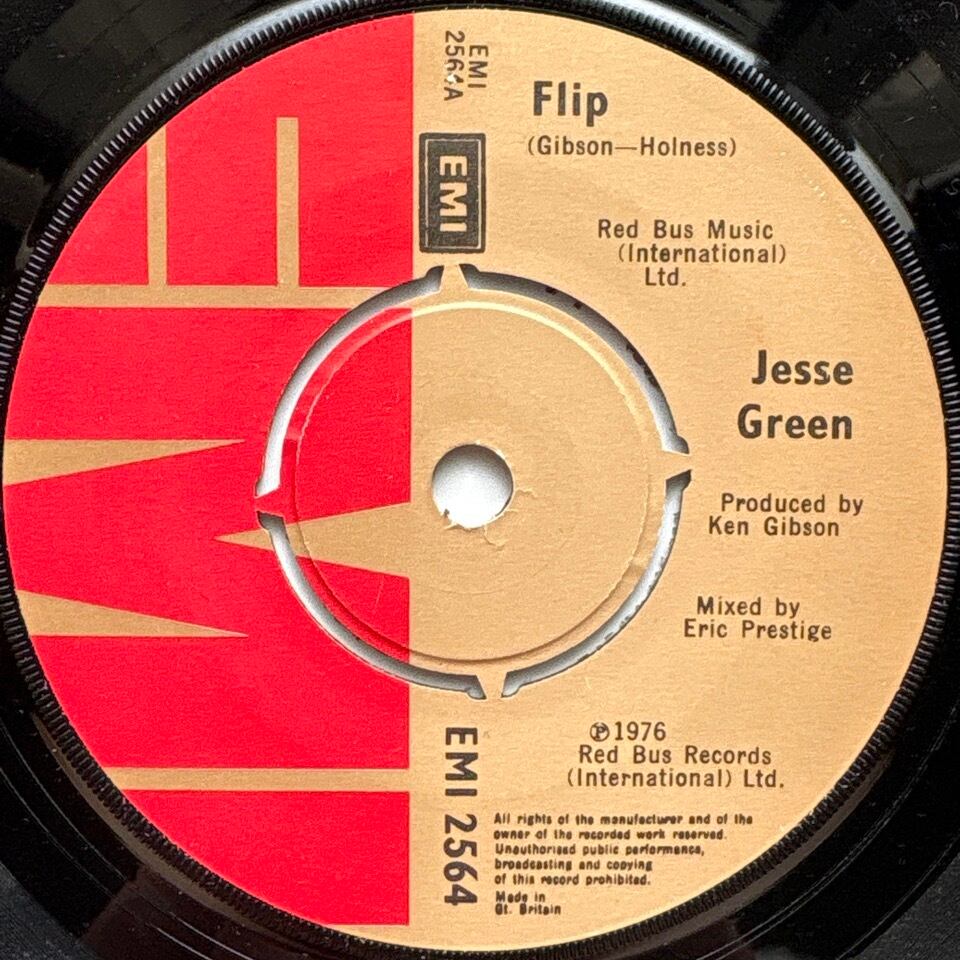 EMI
2564A
EMI
Flip
(Gibson—Holness)
Red Bus Music
(International)
Ltd.
Jesse
Green
Produced by
Ken Gibson
Mixed by
Eric Prestige
℗1976
Red Bus Records
(International) Ltd.
EMI 2564
All rights of the manufacturer and of the
owner of the recorded work reserved.
Unauthorised public performance,
broadcasting and copying
of this record prohibited.
Made in
Gt. Britain